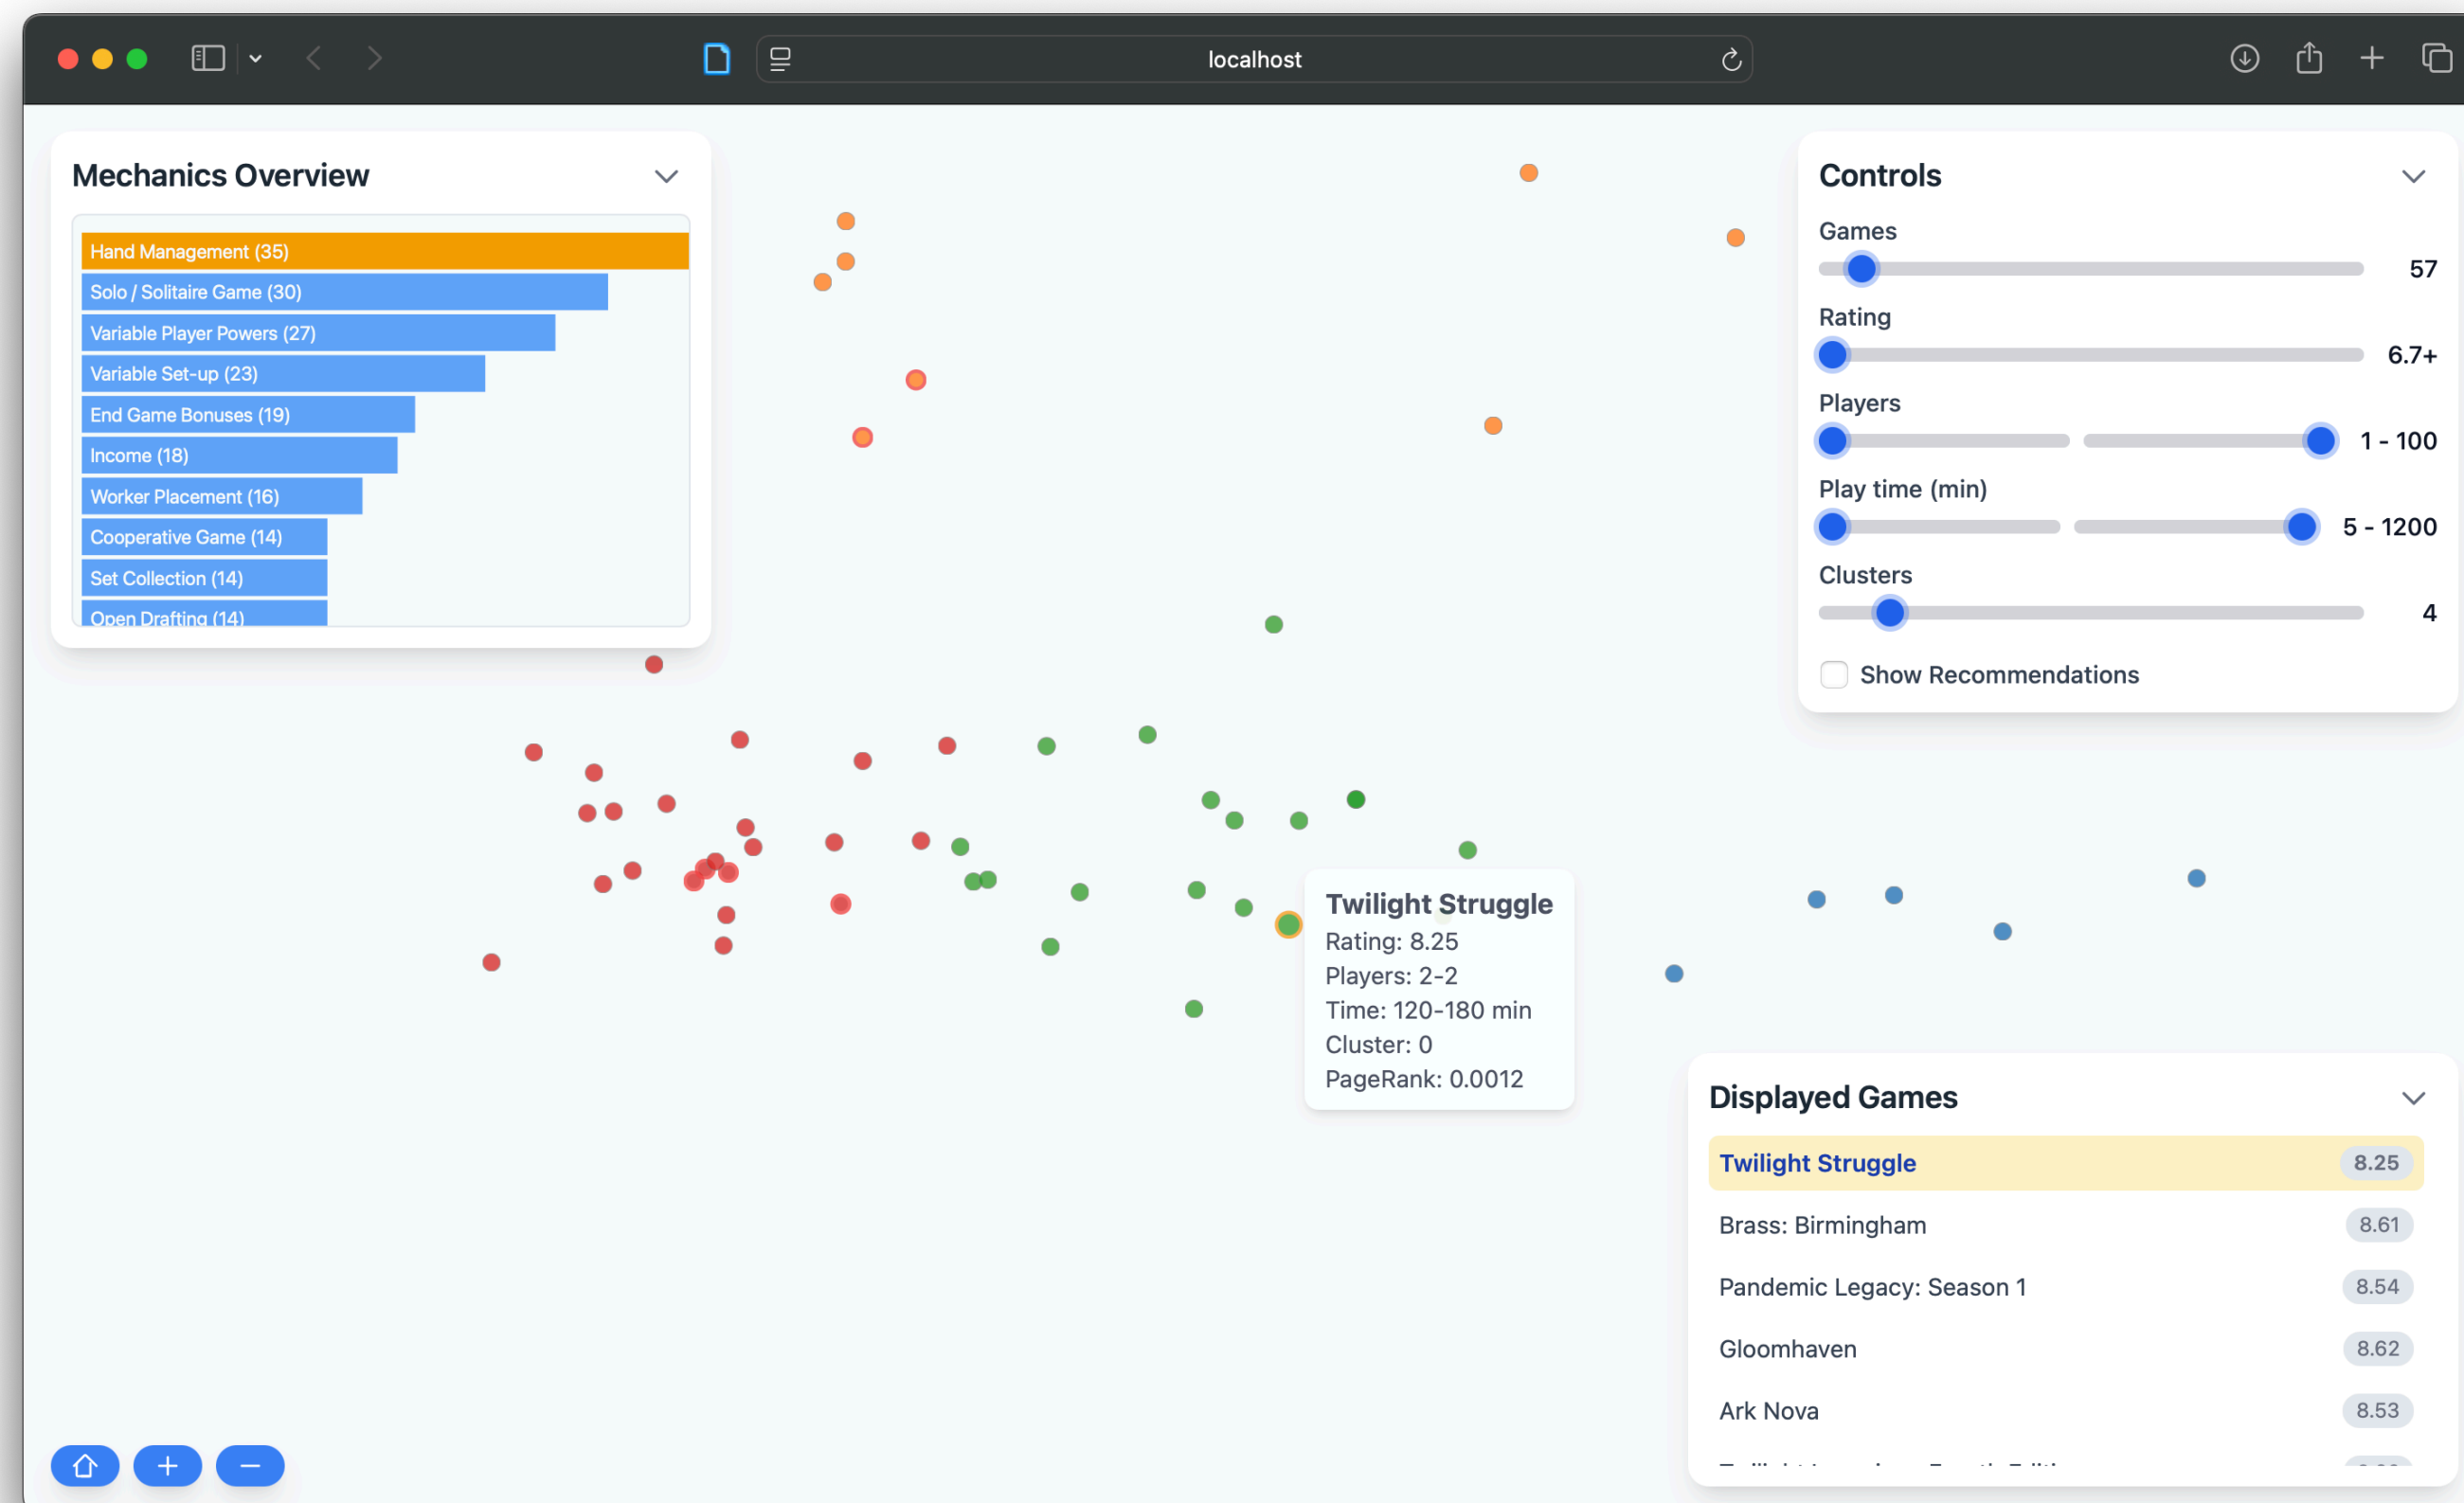 localhost
Mechanics Overview
Hand Management (35)
Solo / Solitaire Game (30)
Variable Player Powers (27)
Variable Set-up (23)
End Game Bonuses (19)
Income (18)
Worker Placement (16)
Cooperative Game (14)
Set Collection (14)
Open Drafting (14)
Controls
Games
57
Rating
6.7+
Players
1 - 100
Play time (min)
5 - 1200
Clusters
4
Show Recommendations
Twilight Struggle
Rating: 8.25
Players: 2-2
Time: 120-180 min
Cluster: 0
PageRank: 0.0012
Displayed Games
Twilight Struggle 8.25
Brass: Birmingham 8.61
Pandemic Legacy: Season 1 8.54
Gloomhaven 8.62
Ark Nova 8.53